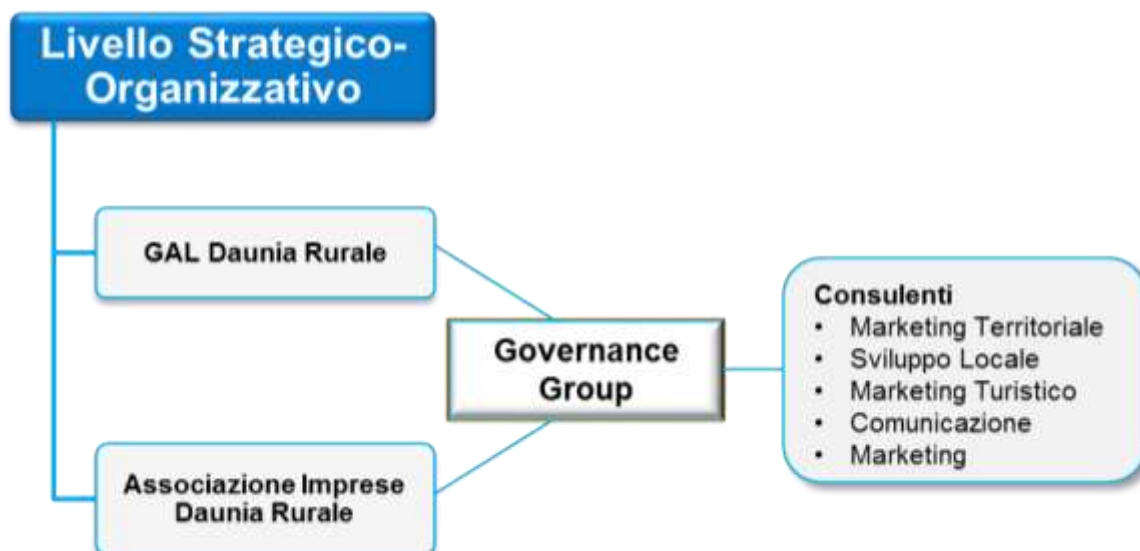 Livello Strategico-
Organizzativo
GAL Daunia Rurale
Governance
Group
Associazione Imprese
Daunia Rurale
Consulenti
• Marketing Territoriale
• Sviluppo Locale
• Marketing Turistico
• Comunicazione
• Marketing